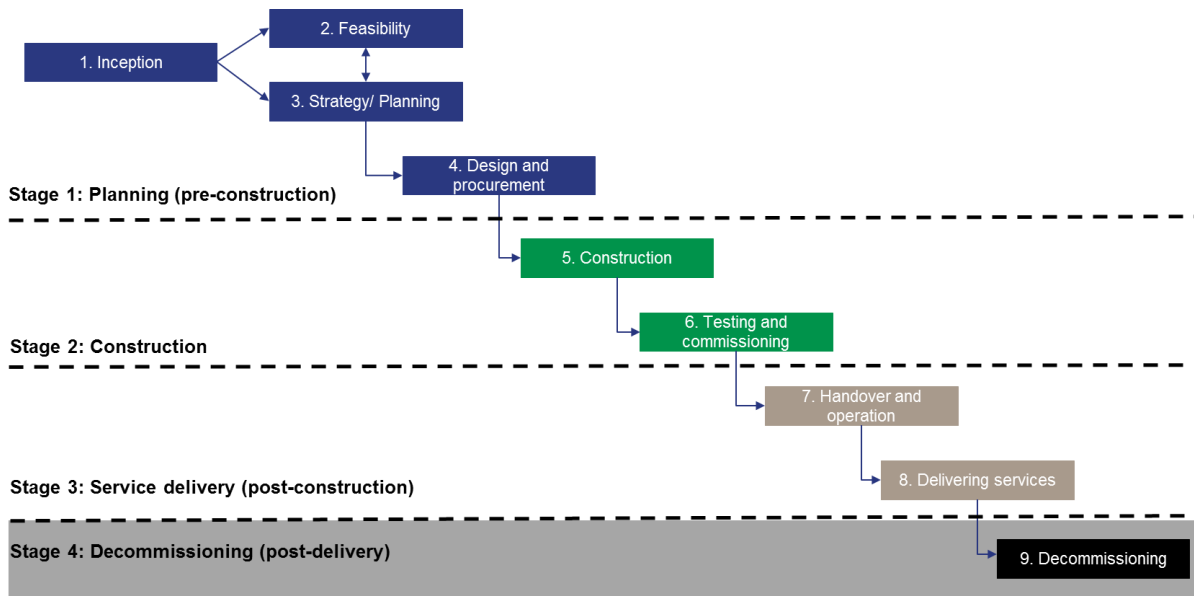 2. Feasibility
1. Inception
3. Strategy/ Planning
4. Design and
procurement
Stage 1: Planning (pre-construction)
5. Construction
6. Testing and
commissioning
Stage 2: Construction
7. Handover and
operation
8. Delivering services
Stage 3: Service delivery (post-construction)
Stage 4: Decommissioning (post-delivery)
9. Decommissioning